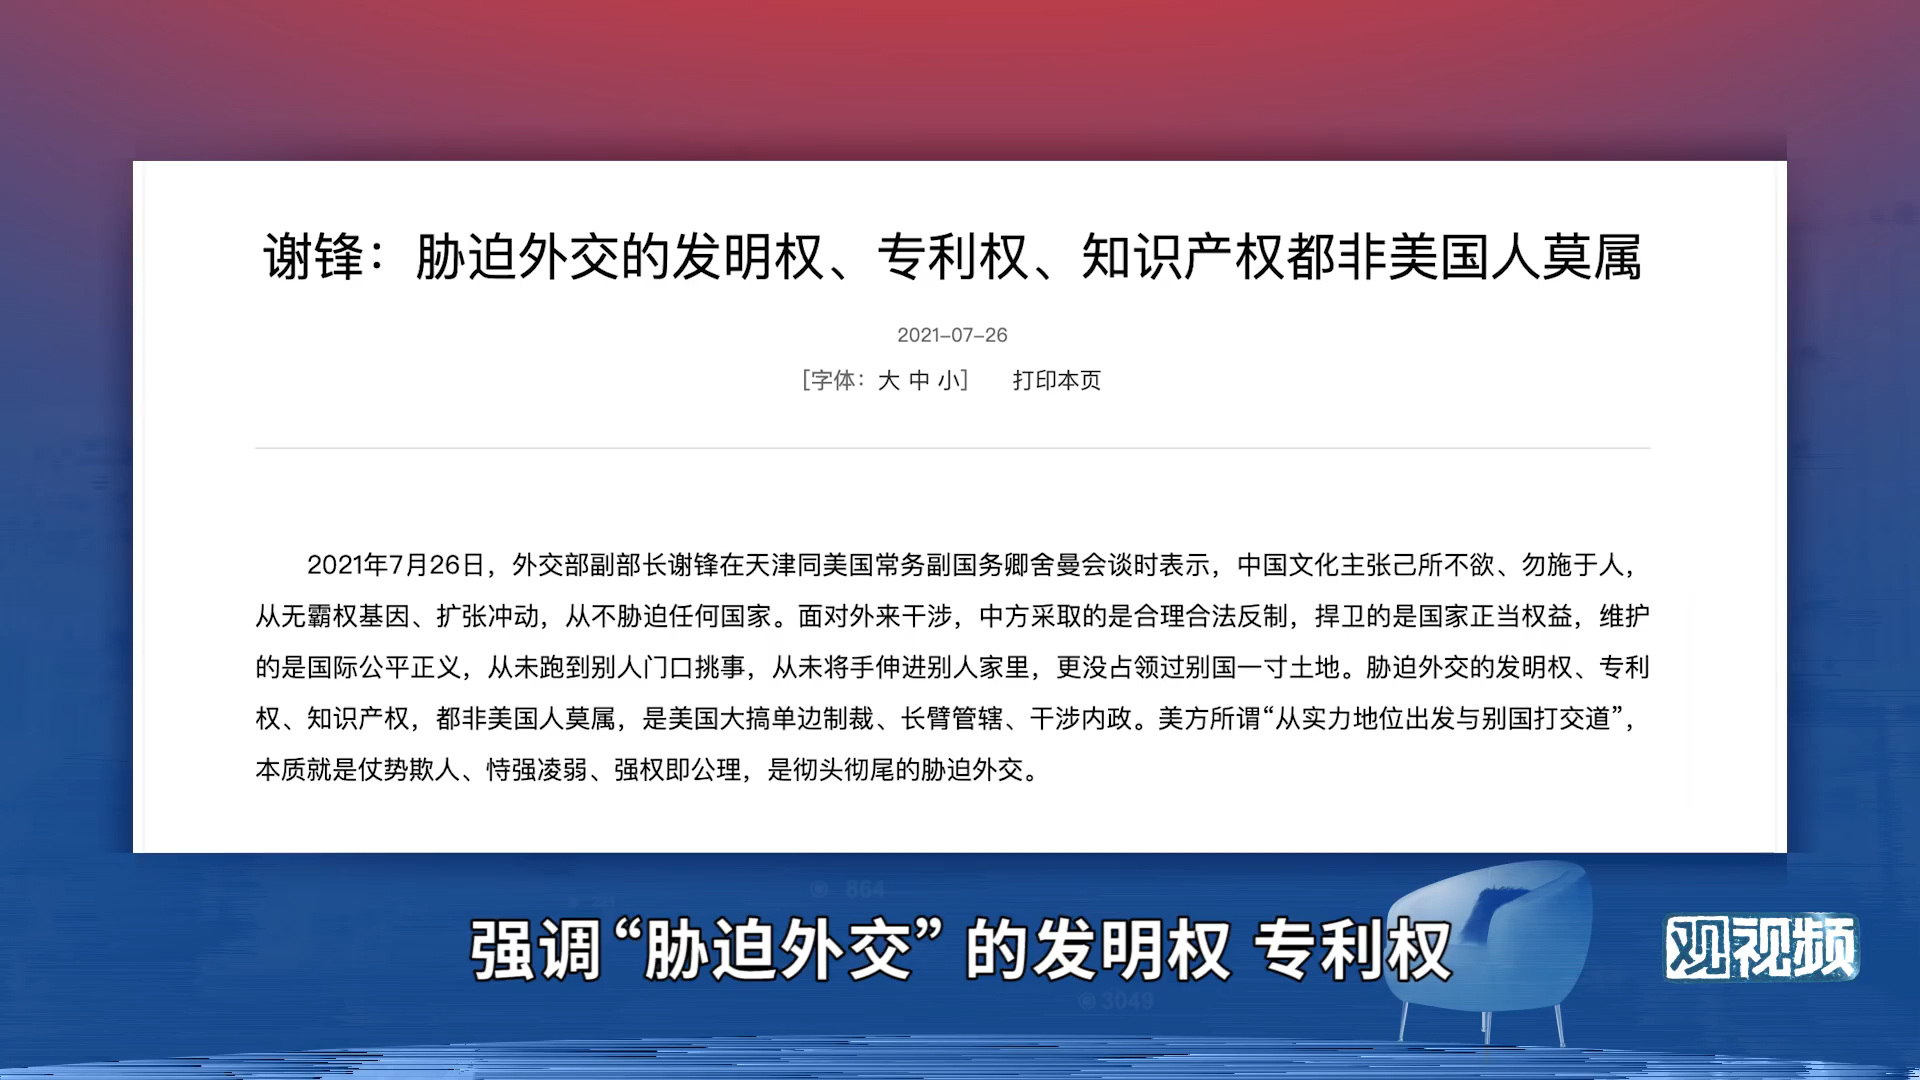 谢锋：胁迫外交的发明权、专利权、知识产权都非美国人莫属
2021-07-26
[字体：大 中 小] 打印本页
2021年7月26日，外交部副部长谢锋在天津同美国常务副国务卿舍曼会谈时表示，中国文化主张己所不欲、勿施于人，
从无霸权基因、扩张冲动，从不胁迫任何国家。面对外来干涉，中方采取的是合理合法反制，捍卫的是国家正当权益，维护
的是国际公平正义，从未跑到别人门口挑事，从未将手伸进别人家里，更没占领过别国一寸土地。胁迫外交的发明权、专利
权、知识产权，都非美国人莫属，是美国大搞单边制裁、长臂管辖、干涉内政。美方所谓“从实力地位出发与别国打交道”，
本质就是仗势欺人、恃强凌弱、强权即公理，是彻头彻尾的胁迫外交。
864
强调“胁迫外交”的发明权 专利权
观视频
3049